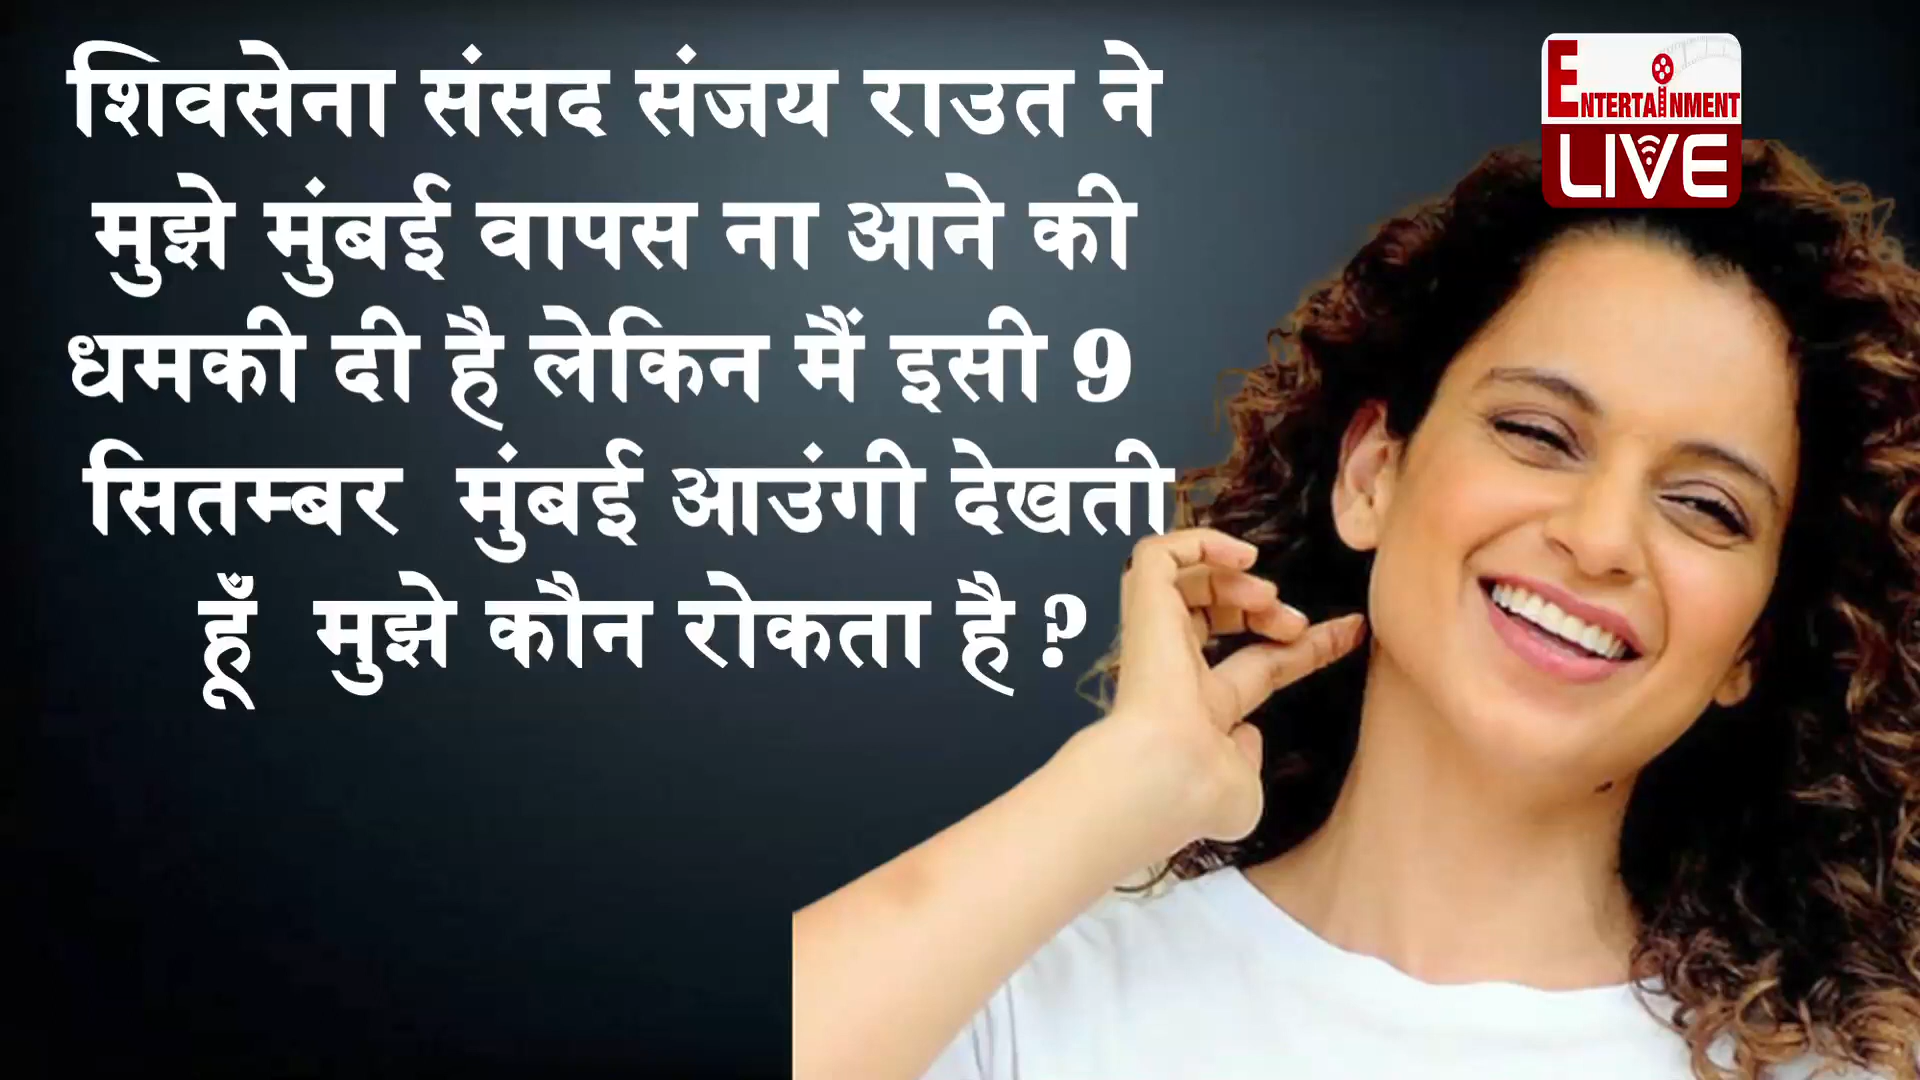 शिवसेना संसद संजय राउत ने
मुझे मुंबई वापस ना आने की
धमकी दी है लेकिन मैं इसी 9
सितम्बर मुंबई आउंगी देखती
हूँ मुझे कौन रोकता है ?
ENTERTAINMENT
LIVE